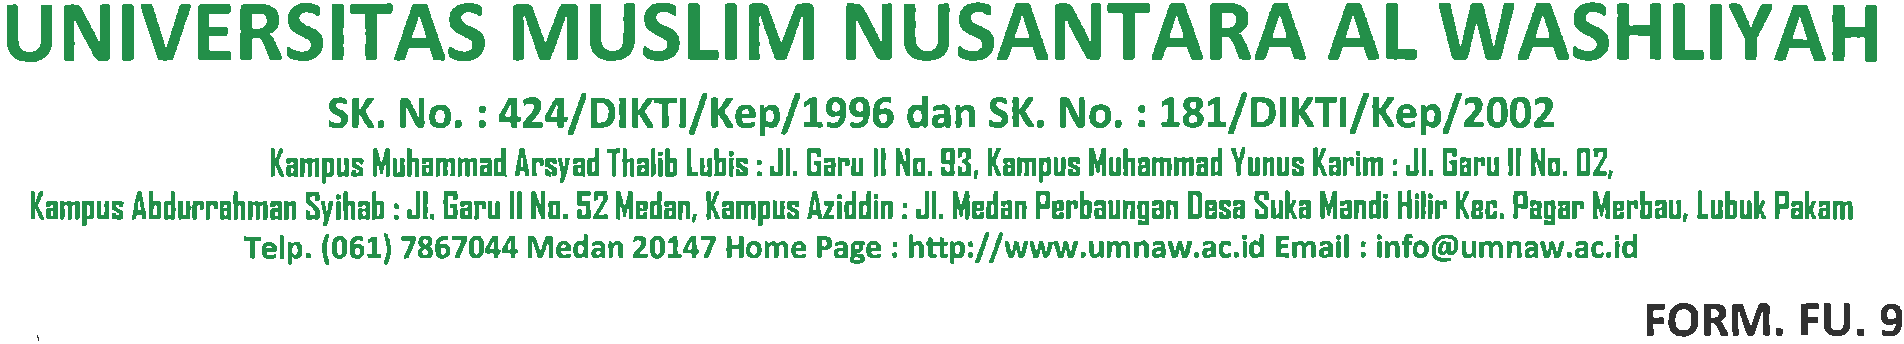 UNIVERSITAS MUSLIM NUSANTARA AL WASHLIYAH
SK. No. : 424/DIKTI/Kep/1996 dan SK. No. : 181/DIKTI/Kep/2002
Kampus Muhammad Arsyad Thalib Lubis : Jl. Garu II No. 93, Kampus Muhammad Yunus Karim : Jl. Garu II No. 02,
Kampus Abdurrahman Syihab : Jl. Garu II No. 52 Medan, Kampus Aziddin : Jl. Medan Perbaungan Desa Suka Mandi Hilir Kec. Pagar Merbau, Lubuk Pakam
Telp. (061) 7867044 Medan 20147 Home Page : http://www.umnaw.ac.id Email : info@umnaw.ac.id
FORM. FU. 9